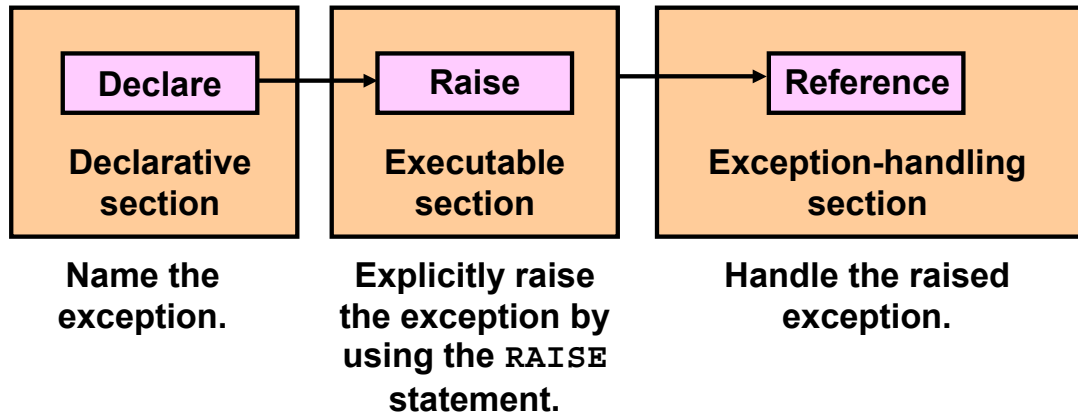 Declare
Declarative
section
Name the
exception.
Raise
Executable
section
Explicitly raise
the exception by
using the RAISE
statement.
Reference
Exception-handling
section
Handle the raised
exception.